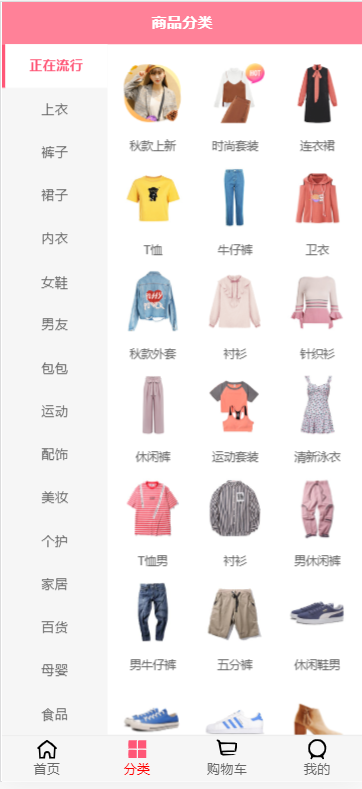 商品分类
正在流行
上衣
裤子
裙子
内衣
女鞋
男友
包包
运动
配饰
美妆
个护
家居
百货
母婴
食品
HOT
秋款上新
时尚套装
连衣裙
T恤
牛仔裤
卫衣
秋款外套
衬衫
针织衫
休闲裤
运动套装
清新泳衣
T恤男
衬衫
男休闲裤
男牛仔裤
五分裤
休闲鞋男
首页
分类
购物车
我的